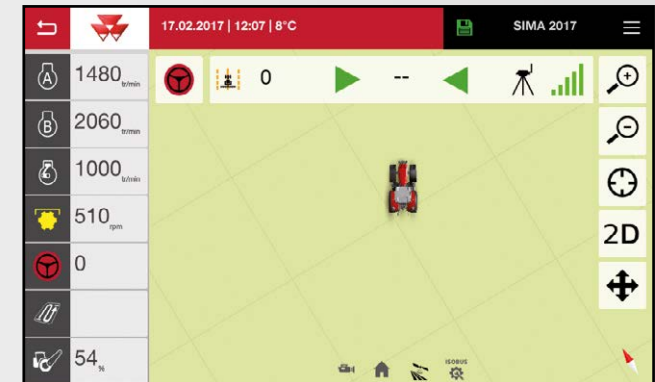 17.02.2017 | 12:07 | 8°C
SIMA 2017
A 1480 tr/min
0
--
B 2060 tr/min
1000 tr/min
510 rpm
2D
0
54 %
ISOBUS